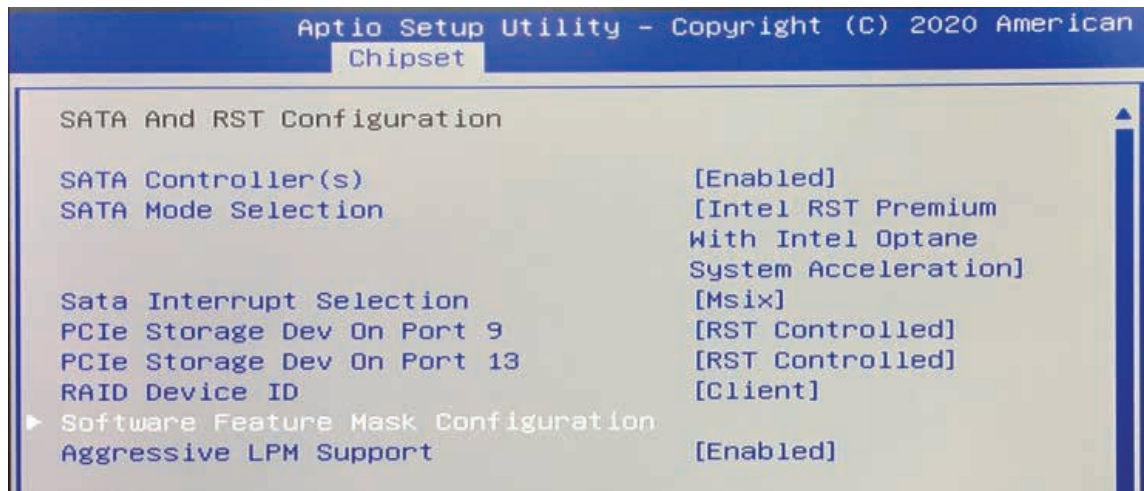 Aptio Setup Utility – Copyright (C) 2020 American
Chipset
SATA And RST Configuration
SATA Controller(s) [Enabled]
SATA Mode Selection [Intel RST Premium
With Intel Optane
System Acceleration]
Sata Interrupt Selection [Msix]
PCIe Storage Dev On Port 9 [RST Controlled]
PCIe Storage Dev On Port 13 [RST Controlled]
RAID Device ID [Client]
Software Feature Mask Configuration
Aggressive LPM Support [Enabled]